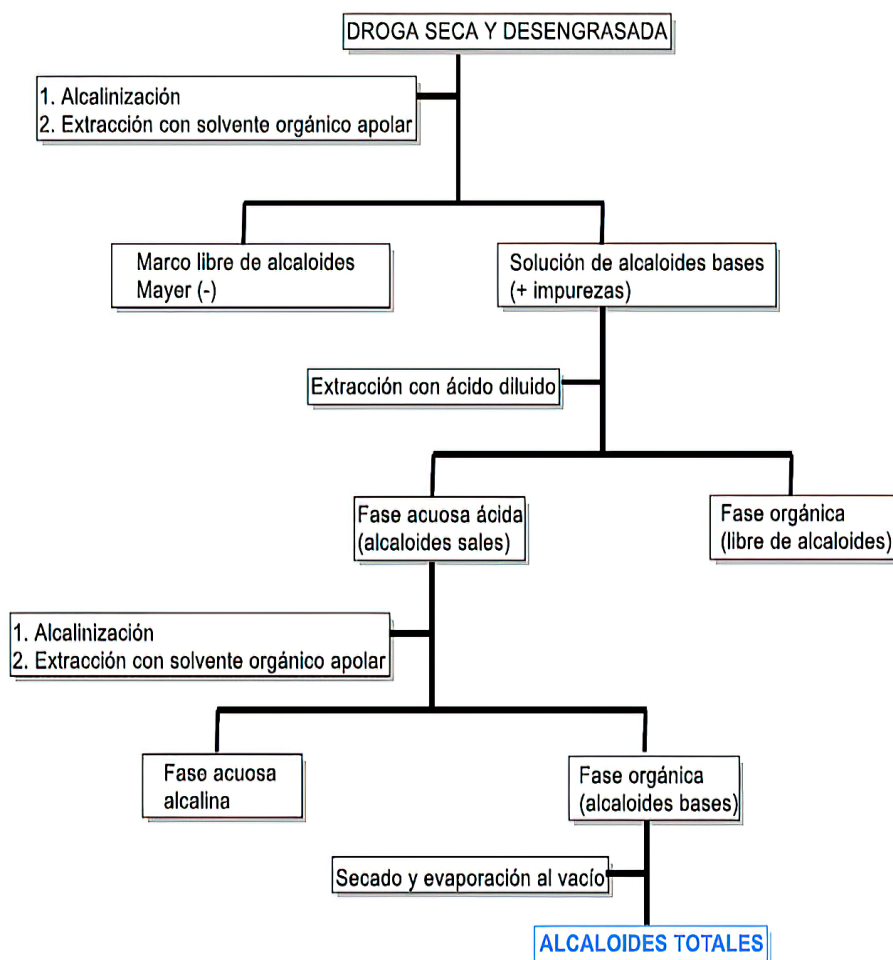 DROGA SECA Y DESENGRASADA
1. Alcalinización
2. Extracción con solvente orgánico apolar
Marco libre de alcaloides
Mayer (-)
Solución de alcaloides bases
(+ impurezas)
Extracción con ácido diluido
Fase acuosa ácida
(alcaloides sales)
Fase orgánica
(libre de alcaloides)
1. Alcalinización
2. Extracción con solvente orgánico apolar
Fase acuosa
alcalina
Fase orgánica
(alcaloides bases)
Secado y evaporación al vacío
ALCALOIDES TOTALES